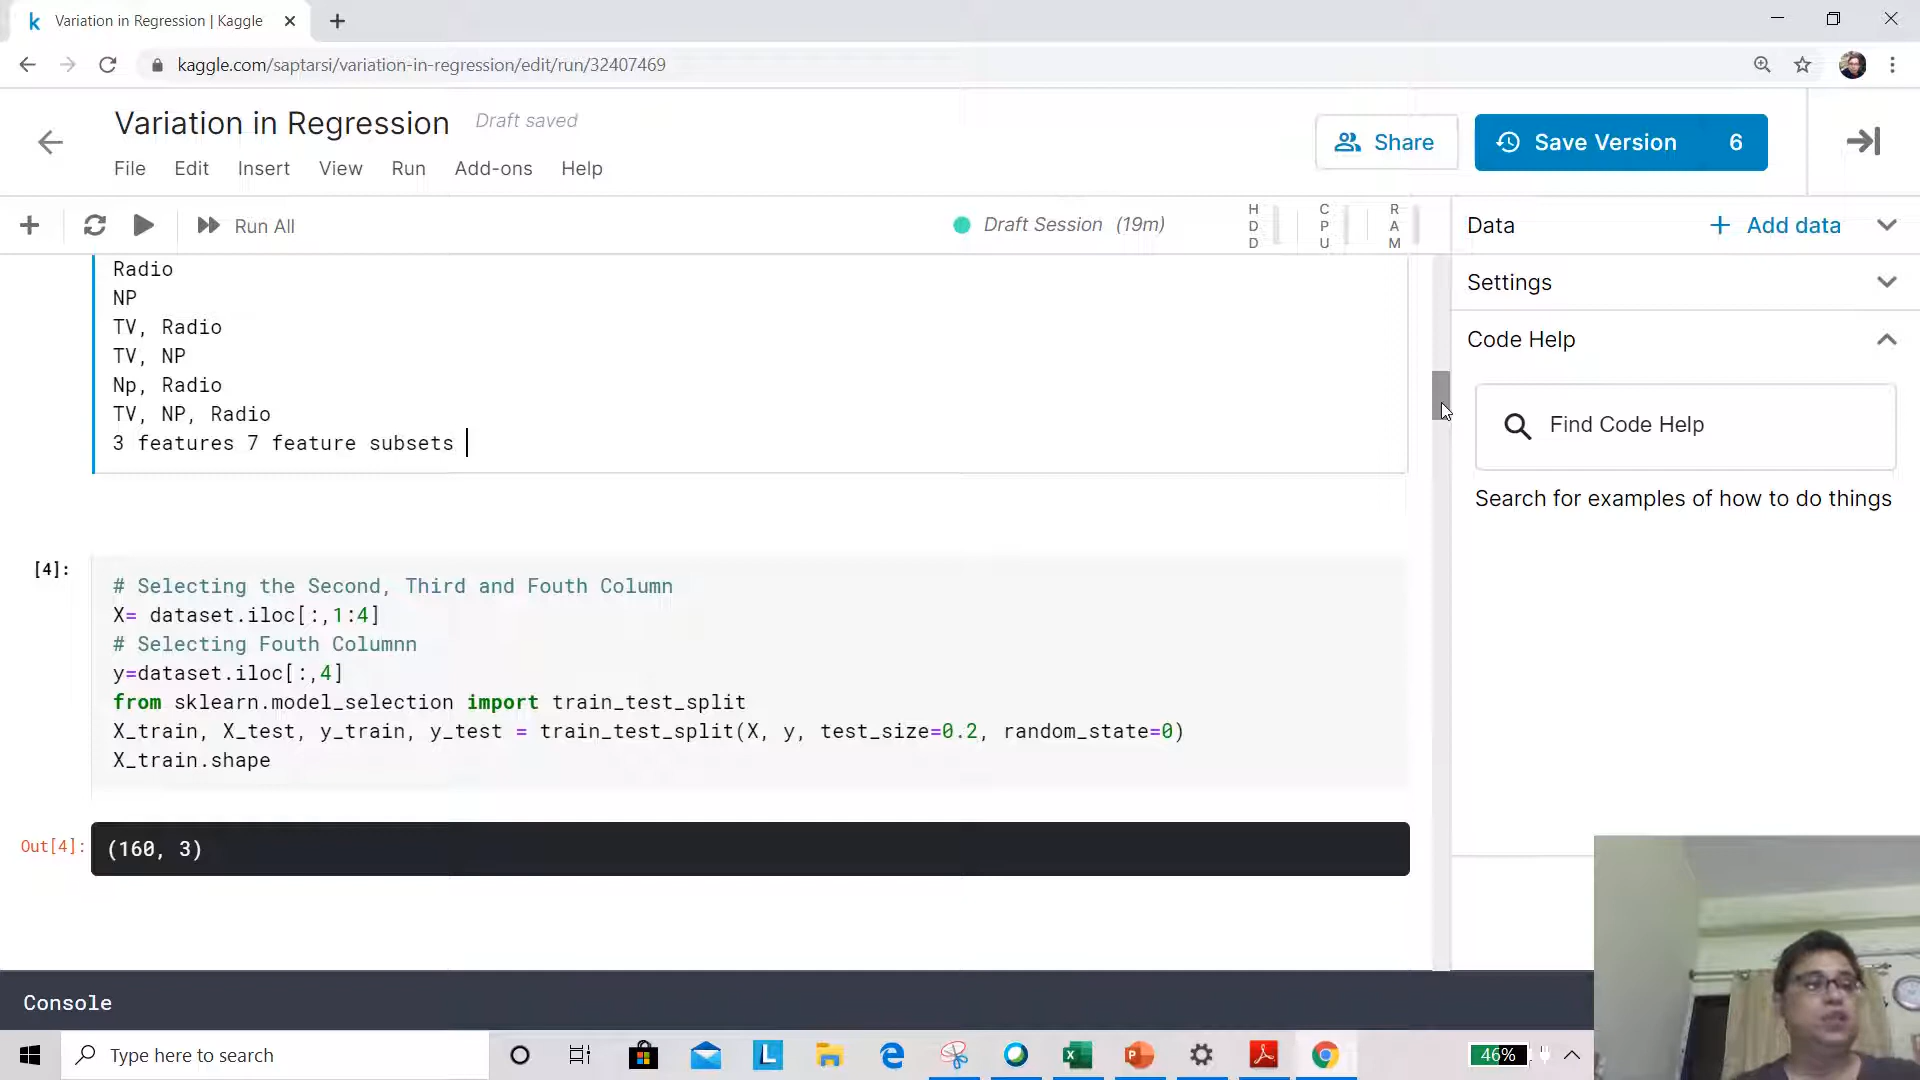 Variation in Regression | Kaggle
kaggle.com/saptarsi/variation-in-regression/edit/run/32407469
Variation in Regression
Draft saved
Share
Save Version
6
File
Edit
Insert
View
Run
Add-ons
Help
Run All
Draft Session (19m)
HDD
CPU
RAM
Data
Add data
Settings
Code Help
Find Code Help
Search for examples of how to do things
Radio
NP
TV, Radio
TV, NP
Np, Radio
TV, NP, Radio
3 features 7 feature subsets
[4]:
# Selecting the Second, Third and Fouth Column
X= dataset.iloc[:,1:4]
# Selecting Fouth Columnn
y=dataset.iloc[:,4]
from sklearn.model_selection import train_test_split
X_train, X_test, y_train, y_test = train_test_split(X, y, test_size=0.2, random_state=0)
X_train.shape
Out[4]:
(160, 3)
Console
Type here to search
46%